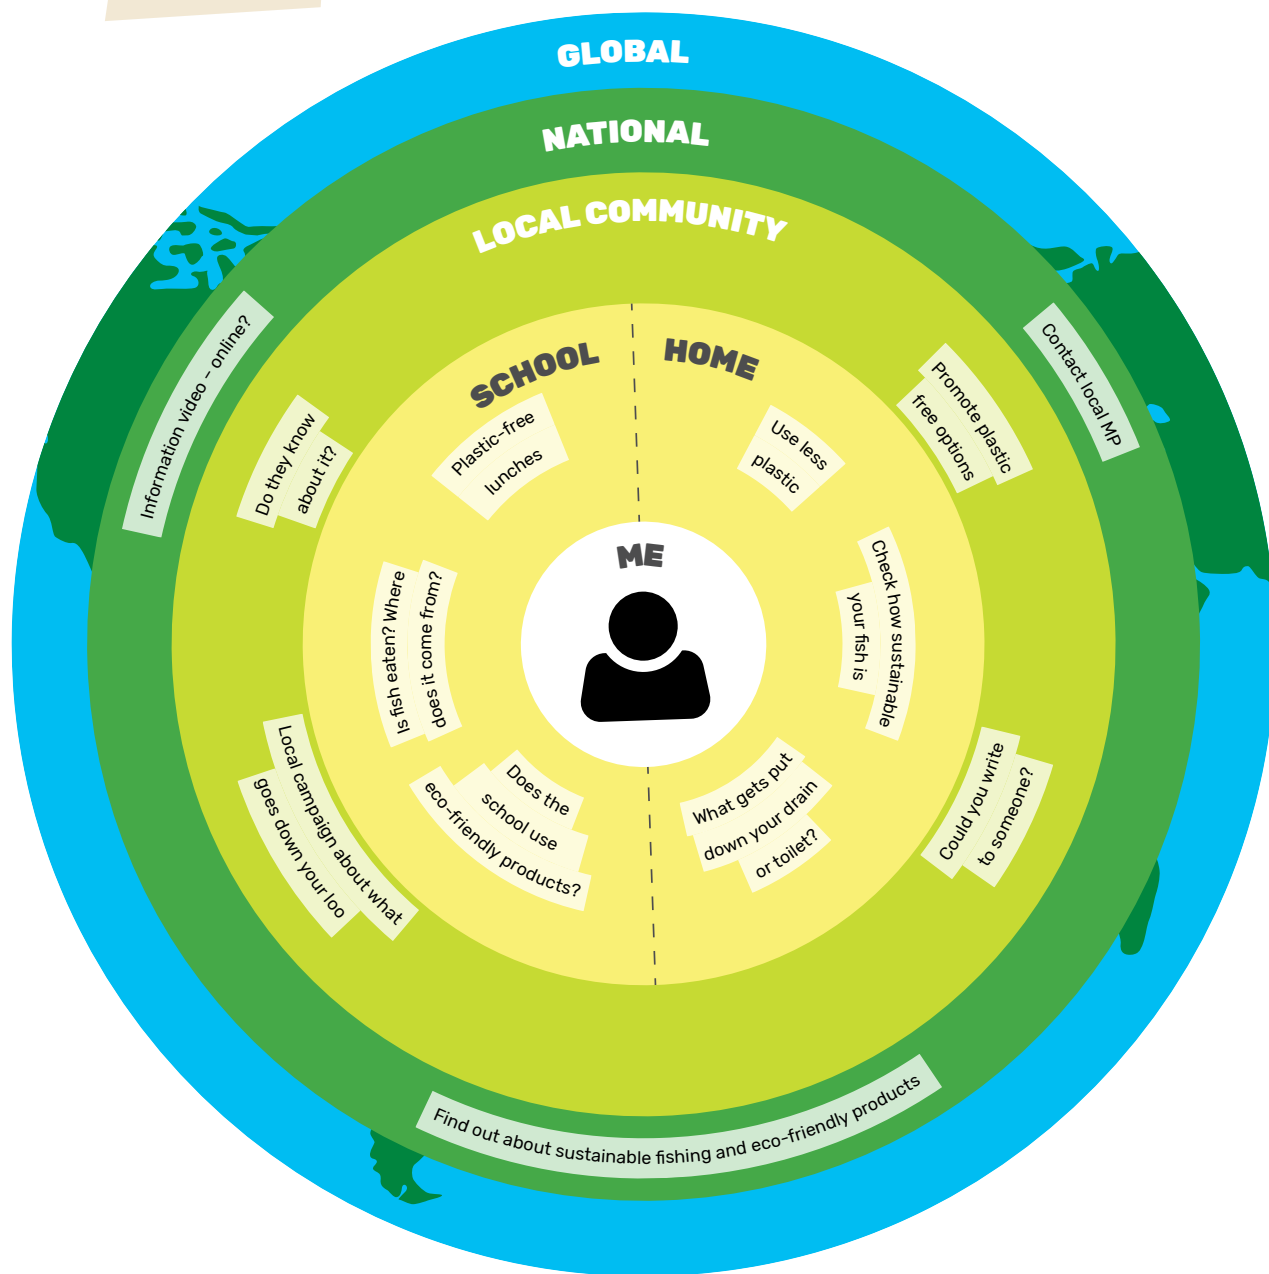 GLOBAL
NATIONAL
LOCAL COMMUNITY
SCHOOL
HOME
ME
Information video – online?
Contact local MP
Find out about sustainable fishing and eco-friendly products
Do they know
about it?
Promote plastic
free options
Local campaign about what
goes down your loo
Could you write
to someone?
Plastic-free
lunches
Is fish eaten? Where
does it come from?
Does the
school use
eco-friendly products?
Use less
plastic
Check how sustainable
your fish is
What gets put
down your drain
or toilet?